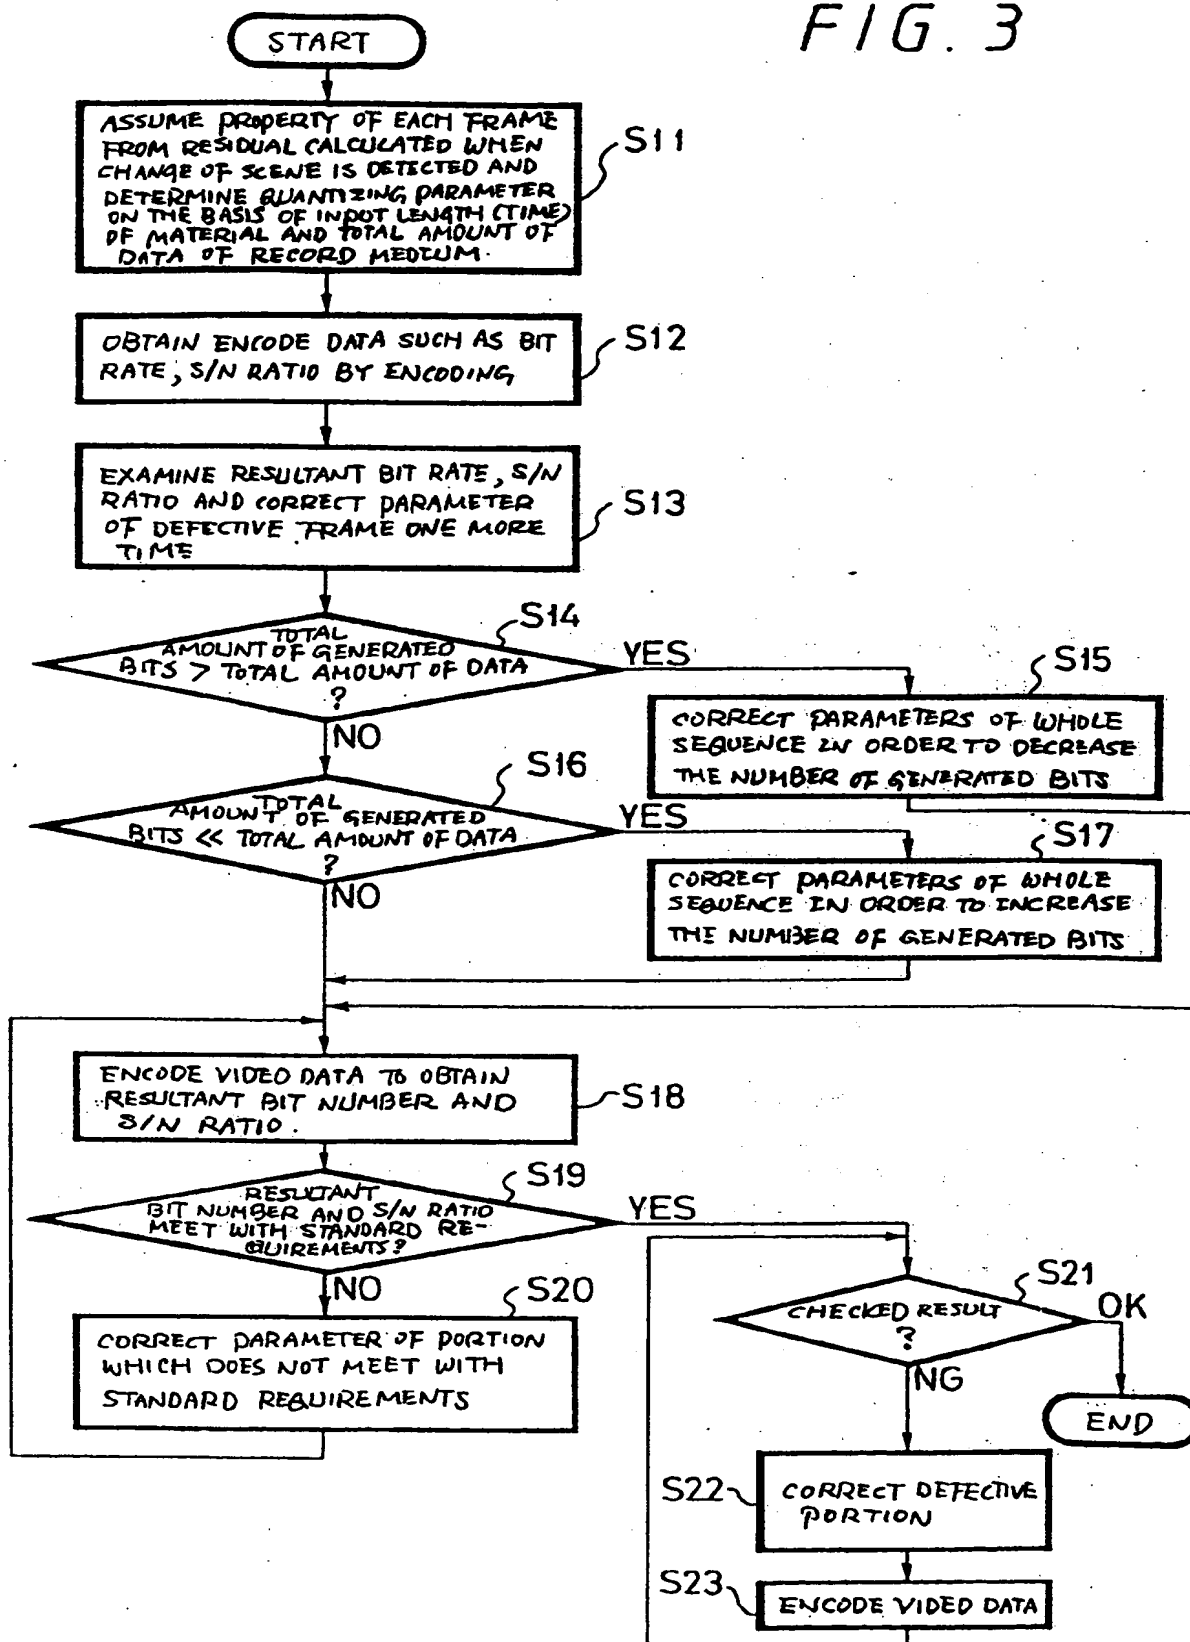 FIG. 3
START
ASSUME PROPERTY OF EACH FRAME
FROM RESIDUAL CALCULATED WHEN
CHANGE OF SCENE IS DETECTED AND
DETERMINE QUANTIZING PARAMETER
ON THE BASIS OF INPUT LENGTH (TIME)
OF MATERIAL AND TOTAL AMOUNT OF
DATA OF RECORD MEDIUM.
S11
OBTAIN ENCODE DATA SUCH AS BIT
RATE, S/N RATIO BY ENCODING
S12
EXAMINE RESULTANT BIT RATE, S/N
RATIO AND CORRECT PARAMETER
OF DEFECTIVE FRAME ONE MORE
TIME
S13
S14
TOTAL
AMOUNT OF GENERATED
BITS > TOTAL AMOUNT OF DATA
?
YES
NO
S15
CORRECT PARAMETERS OF WHOLE
SEQUENCE IN ORDER TO DECREASE
THE NUMBER OF GENERATED BITS
S16
TOTAL
AMOUNT OF GENERATED
BITS << TOTAL AMOUNT OF DATA
?
YES
NO
S17
CORRECT PARAMETERS OF WHOLE
SEQUENCE IN ORDER TO INCREASE
THE NUMBER OF GENERATED BITS
ENCODE VIDEO DATA TO OBTAIN
RESULTANT BIT NUMBER AND
S/N RATIO.
S18
S19
RESULTANT
BIT NUMBER AND S/N RATIO
MEET WITH STANDARD RE-
QUIREMENTS?
YES
NO
S20
CORRECT PARAMETER OF PORTION
WHICH DOES NOT MEET WITH
STANDARD REQUIREMENTS
S21
CHECKED RESULT
?
OK
NG
END
S22
CORRECT DEFECTIVE
PORTION
S23
ENCODE VIDEO DATA